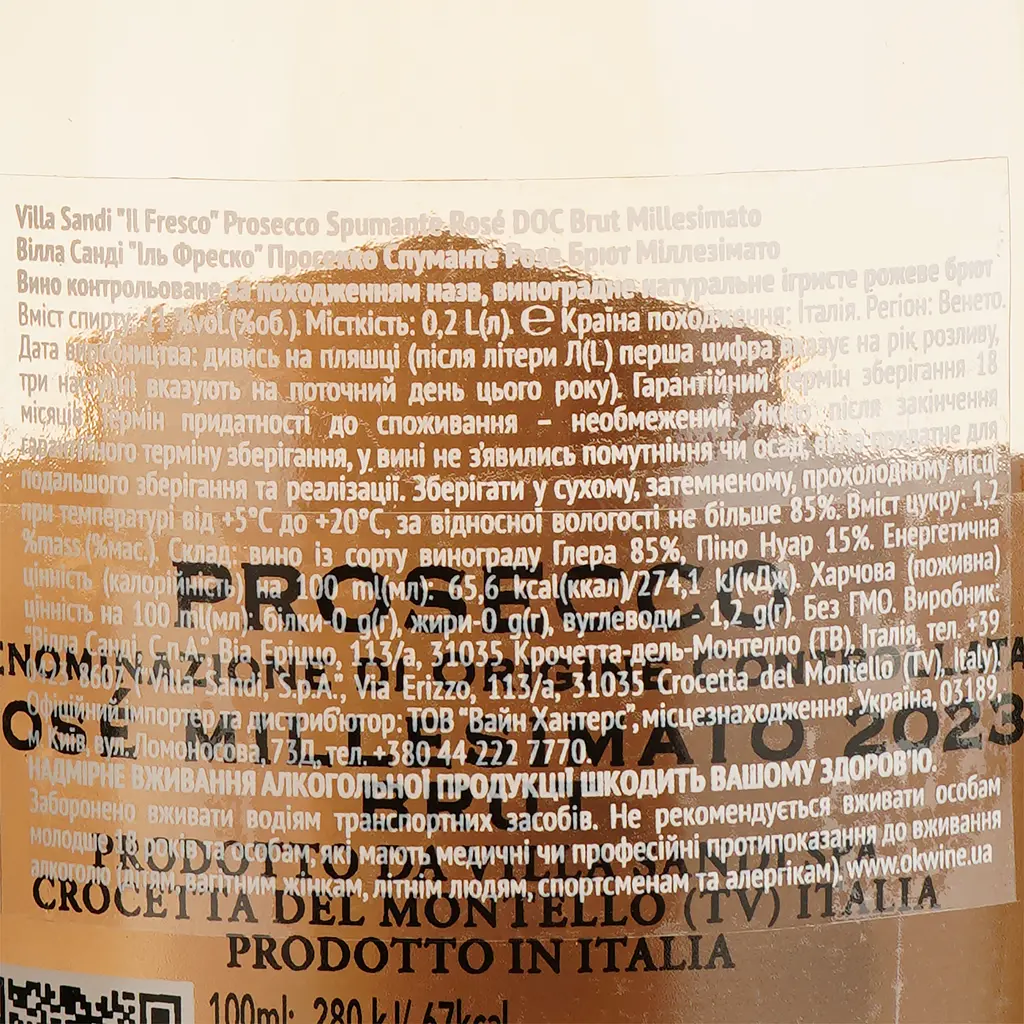 Villa Sandi "Il Fresco" Prosecco Spumante Rosé DOC Brut Millesimato
Вілла Санді "Іль Фреско" Просекко Спуманте Розе Брют Міллезімато
Вино контрольоване за походженням назв, виноградне натуральне ігристе рожеве брют
Вміст спирту: 11 %vol.(%об.). Місткість: 0,2 L(л). ℮ Країна походження: Італія. Регіон: Венето.
Дата виробництва: дивись на пляшці (після літери Л(L) перша цифра вказує на рік розливу,
три наступні вказують на поточний день цього року). Гарантійний термін зберігання 18
місяців. Термін придатності до споживання – необмежений. Якщо після закінчення
гарантійного терміну зберігання, у вині не з'явились помутніння чи осад, придатне для
подальшого зберігання та реалізації. Зберігати у сухому, затемненому, прохолодному місці
при температурі від +5°С до +20°С, за відносної вологості не більше 85%. Вміст цукру: 1,2
%mass (%мас.). Склад: вино із сорту винограду Глера 85%, Піно Нуар 15%. Енергетична
цінність (калорійність) на 100 ml(мл): 65,6 kcal(ккал)/274,1 kJ(кДж). Харчова (поживна)
цінність на 100 ml(мл): білки-0 g(г), жири-0 g(г), вуглеводи - 1,2 g(г). Без ГМО. Виробник:
"Вілла Санді, С.п.А.", Віа Еріццо, 113/а, 31035 Крочетта-дель-Монтелло (ТВ), Італія, тел. +39
8607 ("Villa Sandi, S.p.A.", Via Erizzo, 113/a, 31035 Crocetta del Montello (TV), Italy).
Офіційний імпортер та дистриб'ютор: ТОВ "Вайн Хантерс", місцезнаходження: Україна, 03189,
м. Київ, вул. Ломоносова, 73Д, тел. +380 44 222 7770.
НАДМІРНЕ ВЖИВАННЯ АЛКОГОЛЬНОЇ ПРОДУКЦІЇ ШКОДИТЬ ВАШОМУ ЗДОРОВ'Ю.
Заборонено вживати водіям транспортних засобів. Не рекомендується вживати особам
молодше 18 років та особам, які мають медичні чи професійні протипоказання до вживання
алкоголю (дітям, вагітним жінкам, літнім людям, спортсменам та алергікам). www.okwine.ua
PROSECCO
ENOMINAZIONE DI ORIGINE CONTROLLATA
OSÉ MILLESIMATO 2023
BRUT
PRODOTTO DA VILLA SANDI SPA
CROCETTA DEL MONTELLO (TV) ITALIA
PRODOTTO IN ITALIA
100ml: 280 kJ/ 67kcal